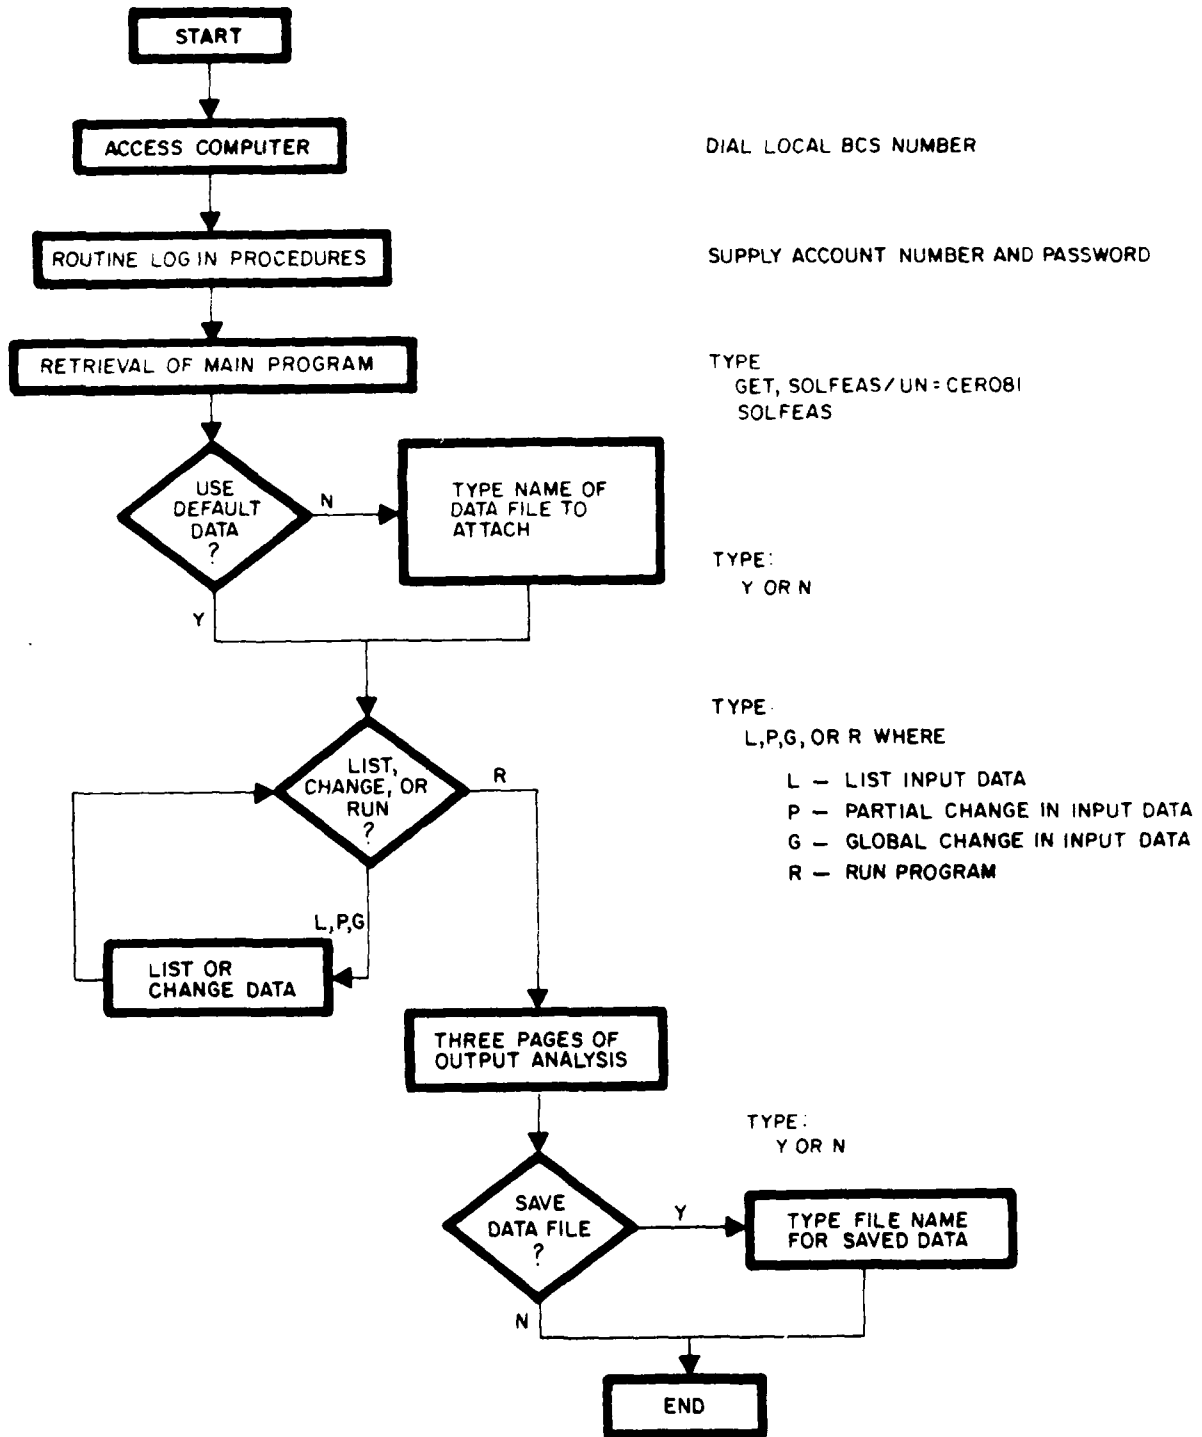 START
ACCESS COMPUTER
DIAL LOCAL BCS NUMBER
ROUTINE LOG IN PROCEDURES
SUPPLY ACCOUNT NUMBER AND PASSWORD
RETRIEVAL OF MAIN PROGRAM
TYPE
GET, SOLFEAS/UN=CERO81
SOLFEAS
USE
DEFAULT
DATA
?
N
TYPE NAME OF
DATA FILE TO
ATTACH
TYPE:
Y OR N
Y
TYPE
L,P,G, OR R WHERE
L – LIST INPUT DATA
P – PARTIAL CHANGE IN INPUT DATA
G – GLOBAL CHANGE IN INPUT DATA
R – RUN PROGRAM
LIST,
CHANGE, OR
RUN
?
R
L,P,G
LIST OR
CHANGE DATA
THREE PAGES OF
OUTPUT ANALYSIS
TYPE:
Y OR N
SAVE
DATA FILE
?
Y
TYPE FILE NAME
FOR SAVED DATA
N
END